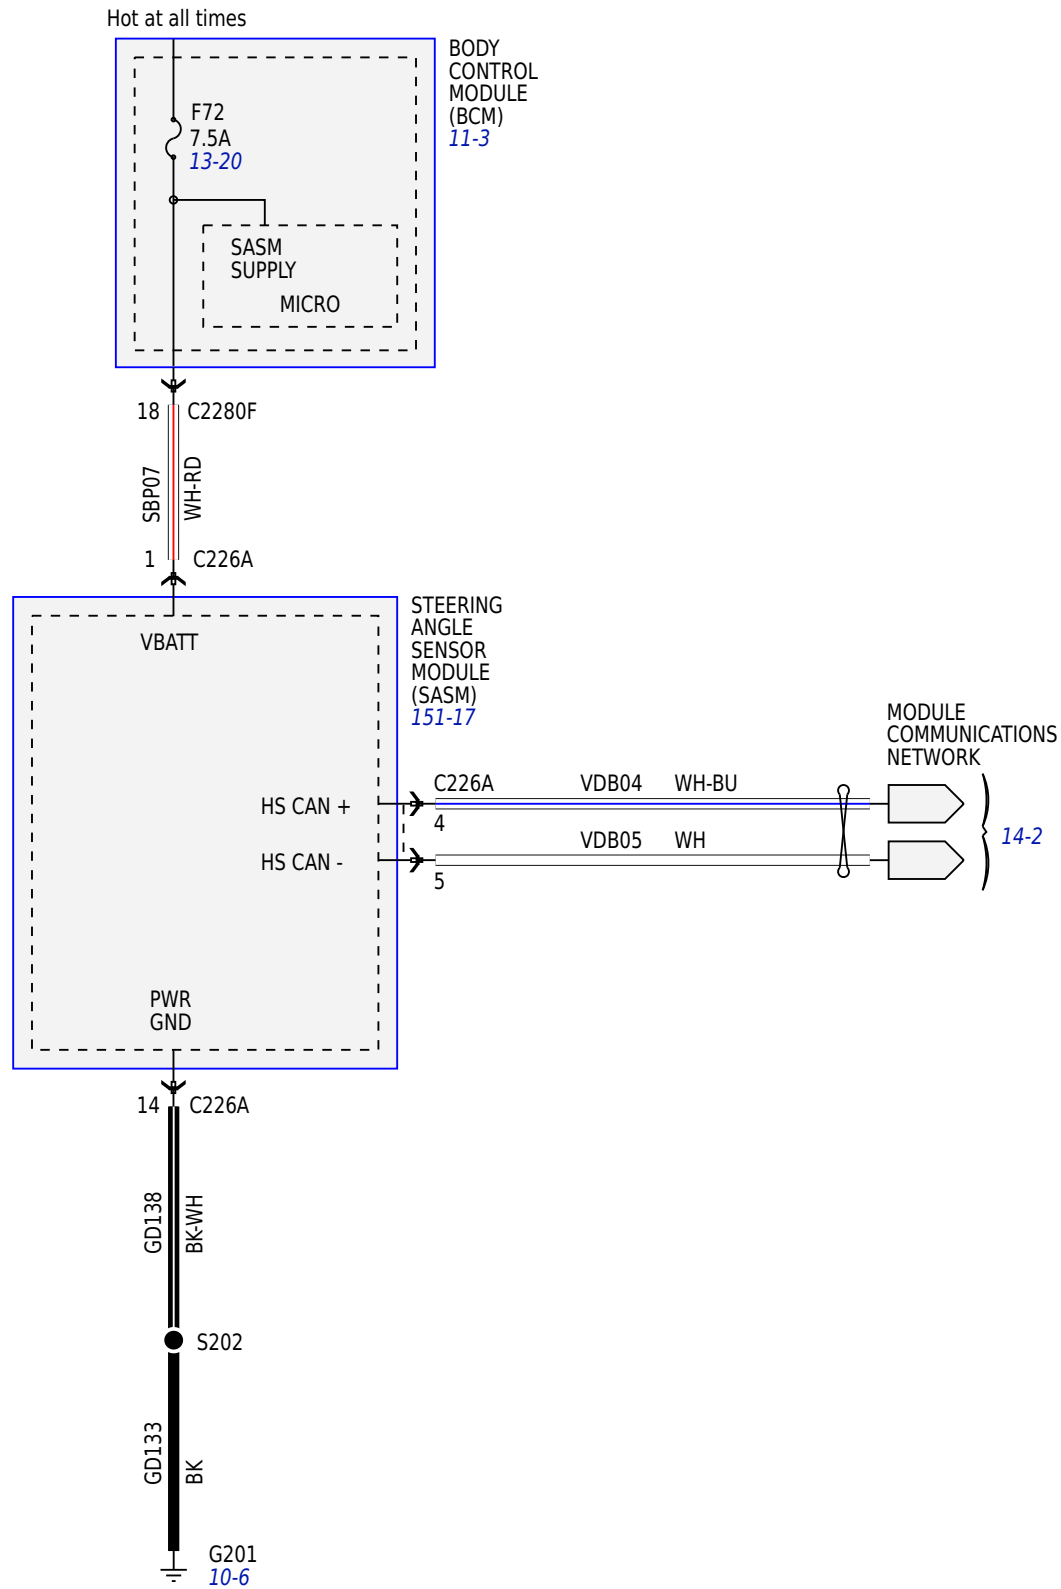 Hot at all times
BODY
CONTROL
MODULE
(BCM)
11-3
F72
7.5A
13-20
SASM
SUPPLY
MICRO
18
C2280F
SBP07
WH-RD
1
C226A
STEERING
ANGLE
SENSOR
MODULE
(SASM)
151-17
VBATT
MODULE
COMMUNICATIONS
NETWORK
HS CAN +
C226A
VDB04
WH-BU
4
14-2
HS CAN -
VDB05
WH
5
PWR
GND
14
C226A
GD138
BK-WH
S202
GD133
BK
G201
10-6